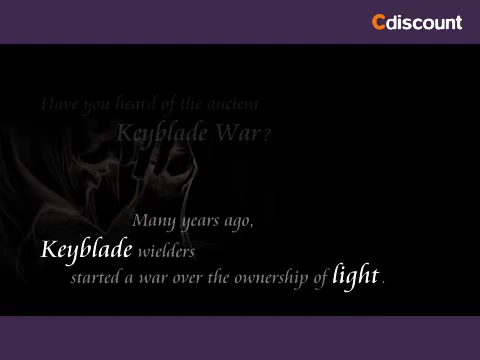 Cdiscount
Have you heard of the ancient
Keyblade War?
Many years ago,
Keyblade wielders
started a war over the ownership of light.